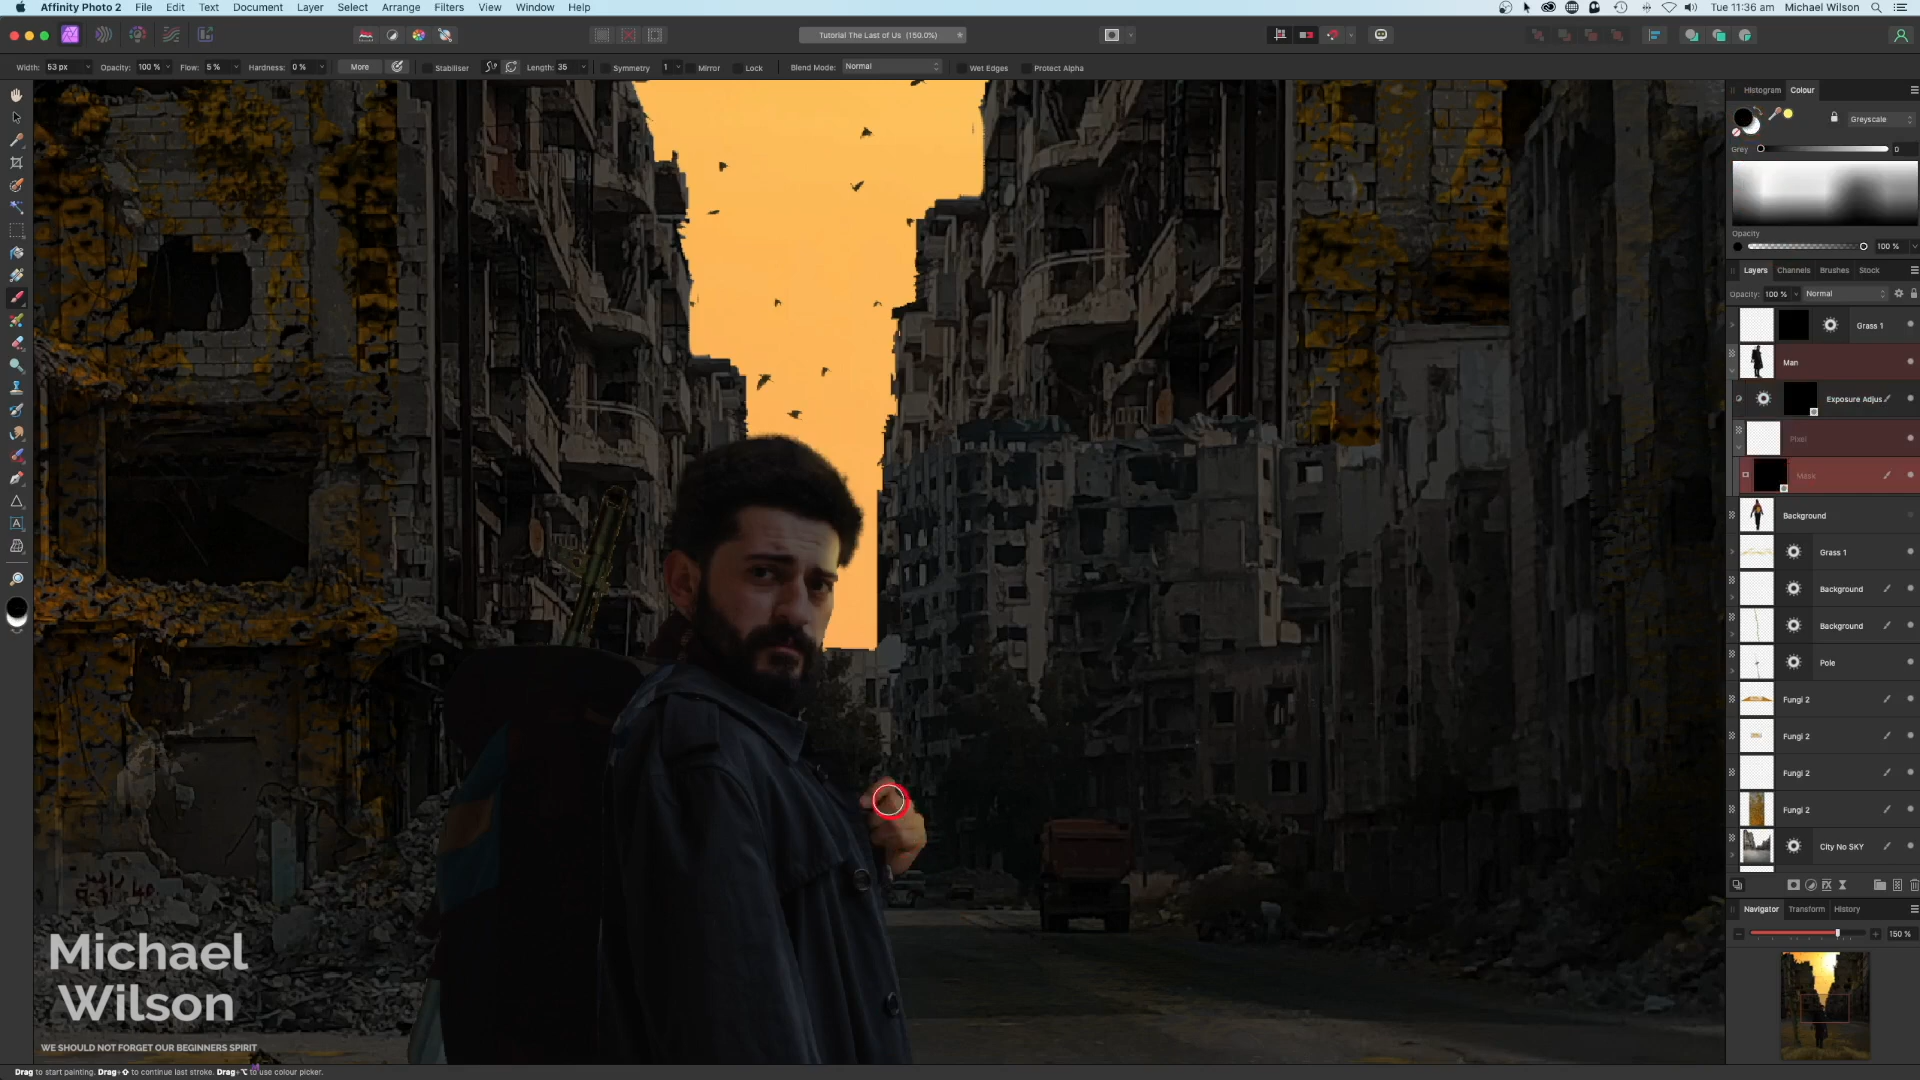 Affinity Photo 2 File Edit Text Document Layer Select Arrange Filters View Window Help Tue 11:36 am Michael Wilson
Tutorial The Last of Us (150.0%)
Width: 53 px Opacity: 100 % Flow: 5 % Hardness: 0 % More Stabiliser Length: 35 Symmetry 1 Mirror Lock Blend Mode: Normal Wet Edges Protect Alpha
Histogram Colour
Greyscale
Grey 0
Opacity
100 %
Layers Channels Brushes Stock
Opacity: 100 % Normal
Grass 1
Man
Exposure Adjus
Pixel
Mask
Background
Grass 1
Background
Background
Pole
Fungi 2
Fungi 2
Fungi 2
Fungi 2
City No SKY
Navigator Transform History
150 %
Michael
Wilson
WE SHOULD NOT FORGET OUR BEGINNERS SPIRIT
Drag to start painting. Drag+⇧ to continue last stroke. Drag+⌥ to use colour picker.